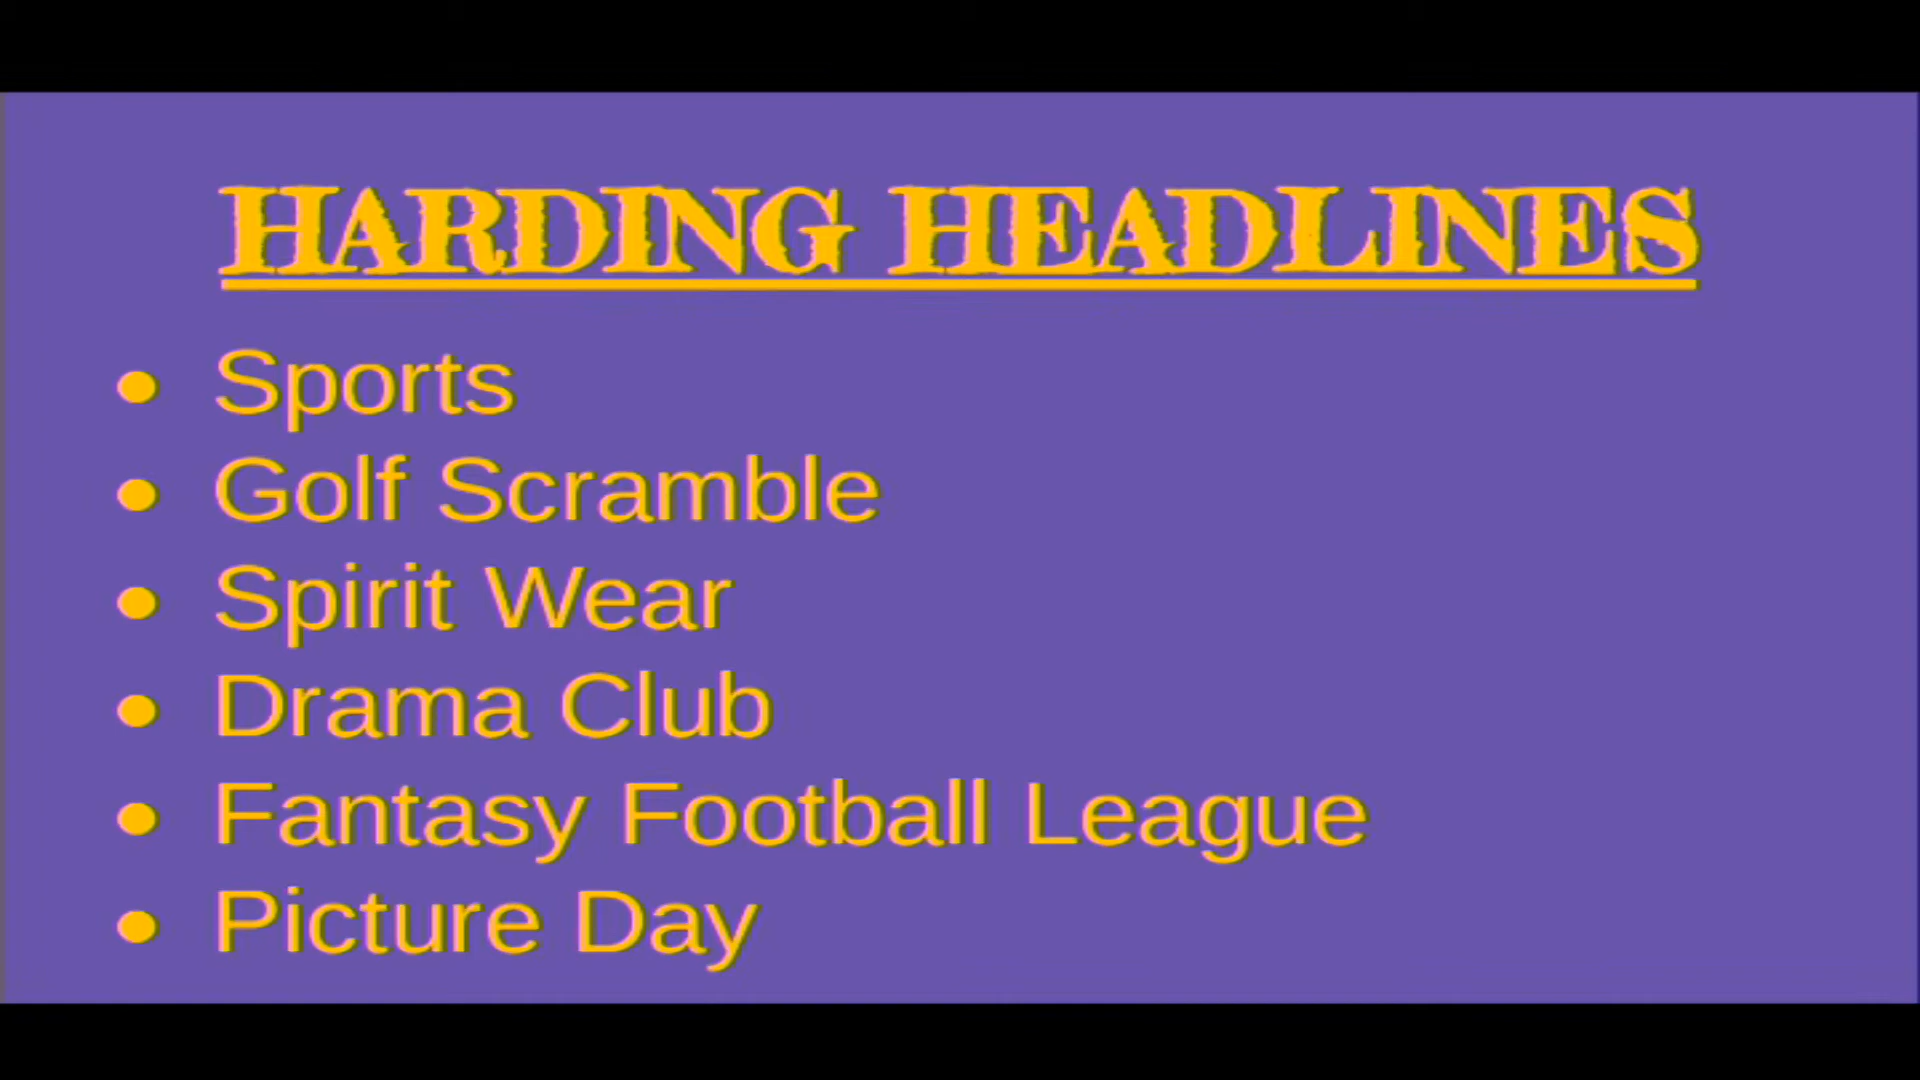 HARDING HEADLINES
● Sports
● Golf Scramble
● Spirit Wear
● Drama Club
● Fantasy Football League
● Picture Day